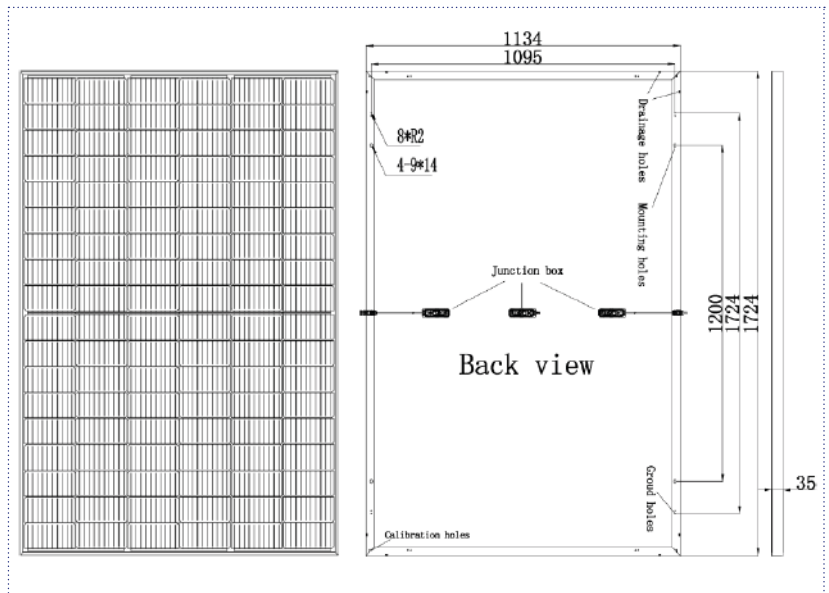 1134
1095
8*R2
4-9*14
Drainage holes
Mounting holes
Junction box
1200
1724
1724
Back view
35
Groud holes
Calibration holes